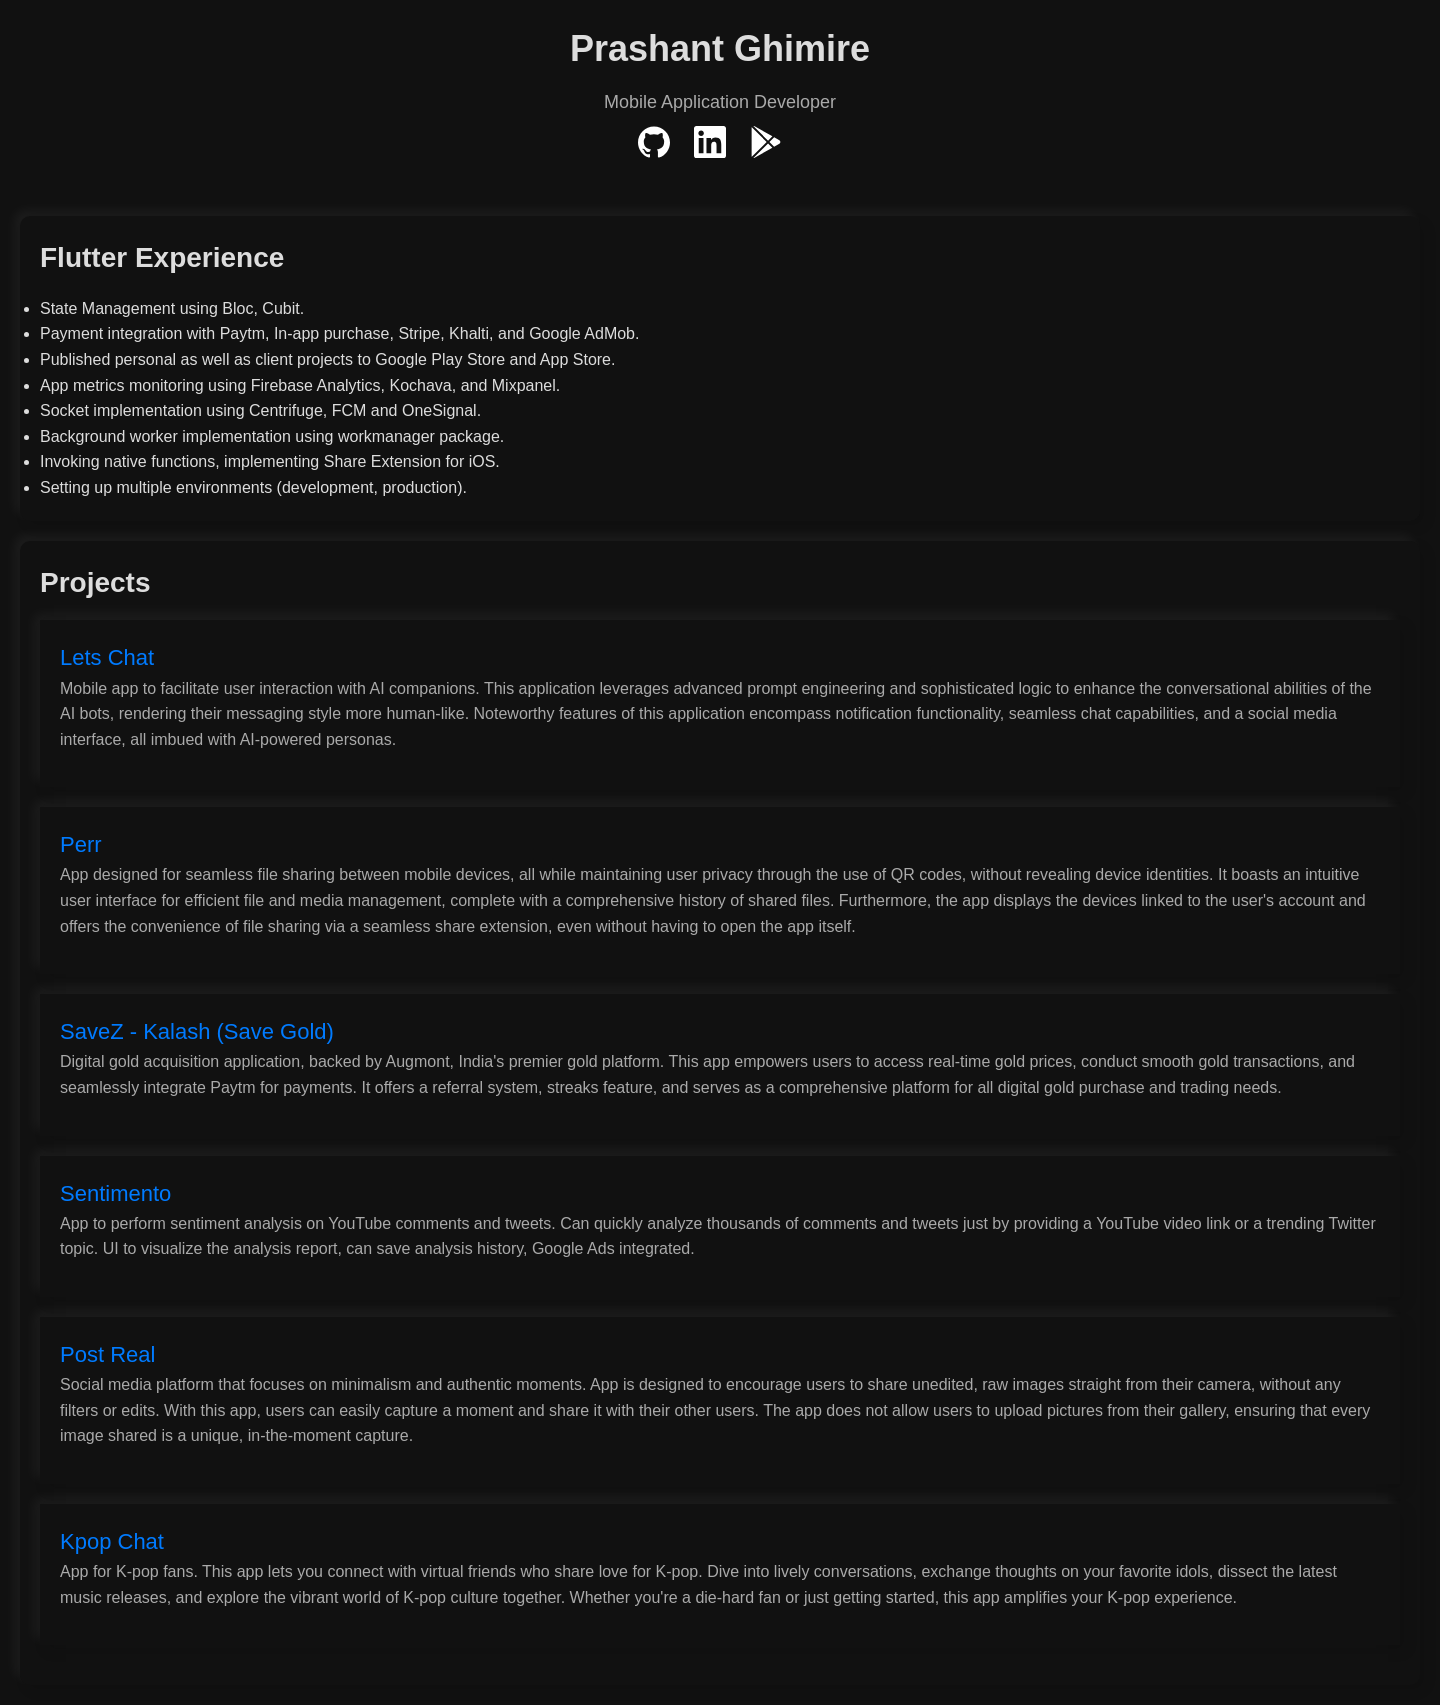 Prashant Ghimire
Mobile Application Developer
Flutter Experience
• State Management using Bloc, Cubit.
• Payment integration with Paytm, In-app purchase, Stripe, Khalti, and Google AdMob.
• Published personal as well as client projects to Google Play Store and App Store.
• App metrics monitoring using Firebase Analytics, Kochava, and Mixpanel.
• Socket implementation using Centrifuge, FCM and OneSignal.
• Background worker implementation using workmanager package.
• Invoking native functions, implementing Share Extension for iOS.
• Setting up multiple environments (development, production).
Projects
Lets Chat
Mobile app to facilitate user interaction with AI companions. This application leverages advanced prompt engineering and sophisticated logic to enhance the conversational abilities of the
AI bots, rendering their messaging style more human-like. Noteworthy features of this application encompass notification functionality, seamless chat capabilities, and a social media
interface, all imbued with AI-powered personas.
Perr
App designed for seamless file sharing between mobile devices, all while maintaining user privacy through the use of QR codes, without revealing device identities. It boasts an intuitive
user interface for efficient file and media management, complete with a comprehensive history of shared files. Furthermore, the app displays the devices linked to the user's account and
offers the convenience of file sharing via a seamless share extension, even without having to open the app itself.
SaveZ - Kalash (Save Gold)
Digital gold acquisition application, backed by Augmont, India's premier gold platform. This app empowers users to access real-time gold prices, conduct smooth gold transactions, and
seamlessly integrate Paytm for payments. It offers a referral system, streaks feature, and serves as a comprehensive platform for all digital gold purchase and trading needs.
Sentimento
App to perform sentiment analysis on YouTube comments and tweets. Can quickly analyze thousands of comments and tweets just by providing a YouTube video link or a trending Twitter
topic. UI to visualize the analysis report, can save analysis history, Google Ads integrated.
Post Real
Social media platform that focuses on minimalism and authentic moments. App is designed to encourage users to share unedited, raw images straight from their camera, without any
filters or edits. With this app, users can easily capture a moment and share it with their other users. The app does not allow users to upload pictures from their gallery, ensuring that every
image shared is a unique, in-the-moment capture.
Kpop Chat
App for K-pop fans. This app lets you connect with virtual friends who share love for K-pop. Dive into lively conversations, exchange thoughts on your favorite idols, dissect the latest
music releases, and explore the vibrant world of K-pop culture together. Whether you're a die-hard fan or just getting started, this app amplifies your K-pop experience.